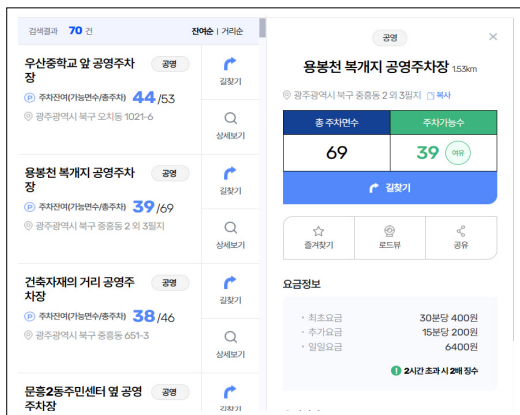 검색결과 70 건
잔여순 | 거리순
우산중학교 앞 공영주차
장
공영
P 주차잔여(가능면수/총주차) 44/53
광주광역시 북구 오치동 1021-6
길찾기
상세보기
용봉천 복개지 공영주차
장
공영
P 주차잔여(가능면수/총주차) 39/69
광주광역시 북구 중흥동 2 외 3필지
길찾기
상세보기
건축자재의 거리 공영주
차장
공영
P 주차잔여(가능면수/총주차) 38/46
광주광역시 북구 중흥동 651-3
길찾기
상세보기
문흥2동주민센터 옆 공영
주차장
공영
길찾기
공영
용봉천 복개지 공영주차장 1.53km
광주광역시 북구 중흥동 2 외 3필지 복사
총 주차면수 주차가능수
69 39 여유
길찾기
즐겨찾기 로드뷰 공유
요금정보
· 최초요금 30분당 400원
· 추가요금 15분당 200원
· 일일요금 6400원
! 2시간 초과 시 2배 징수